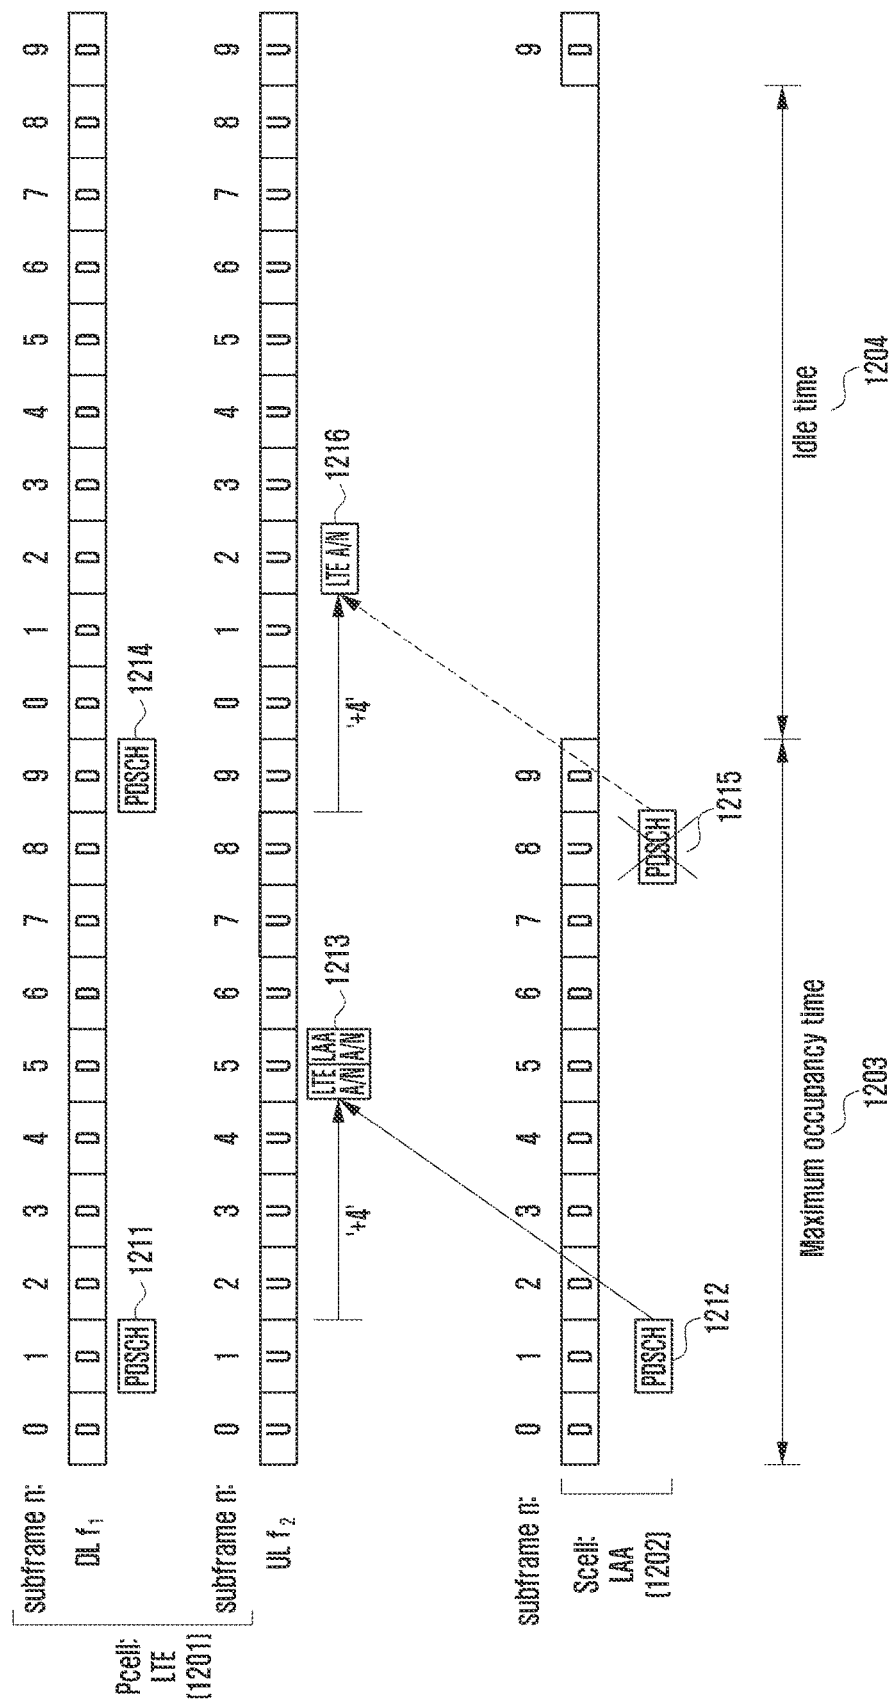 Pcell:
LTE
(1201)
subframe n: 0 1 2 3 4 5 6 7 8 9 0 1 2 3 4 5 6 7 8 9
DL f₁ D D D D D D D D D D D D D D D D D D D D
PDSCH 1211 PDSCH 1214
subframe n: 0 1 2 3 4 5 6 7 8 9 0 1 2 3 4 5 6 7 8 9
UL f₂ U U U U U U U U U U U U U U U U U U U U
'+4'
LTE A/N
LAA A/N
1213
'+4'
LTE A/N 1216
subframe n: 0 1 2 3 4 5 6 7 8 9 9
Scell:
LAA
(1202)
D D D D D D D D U D D
PDSCH
1212
PDSCH
1215
Maximum occupancy time
1203
Idle time
1204